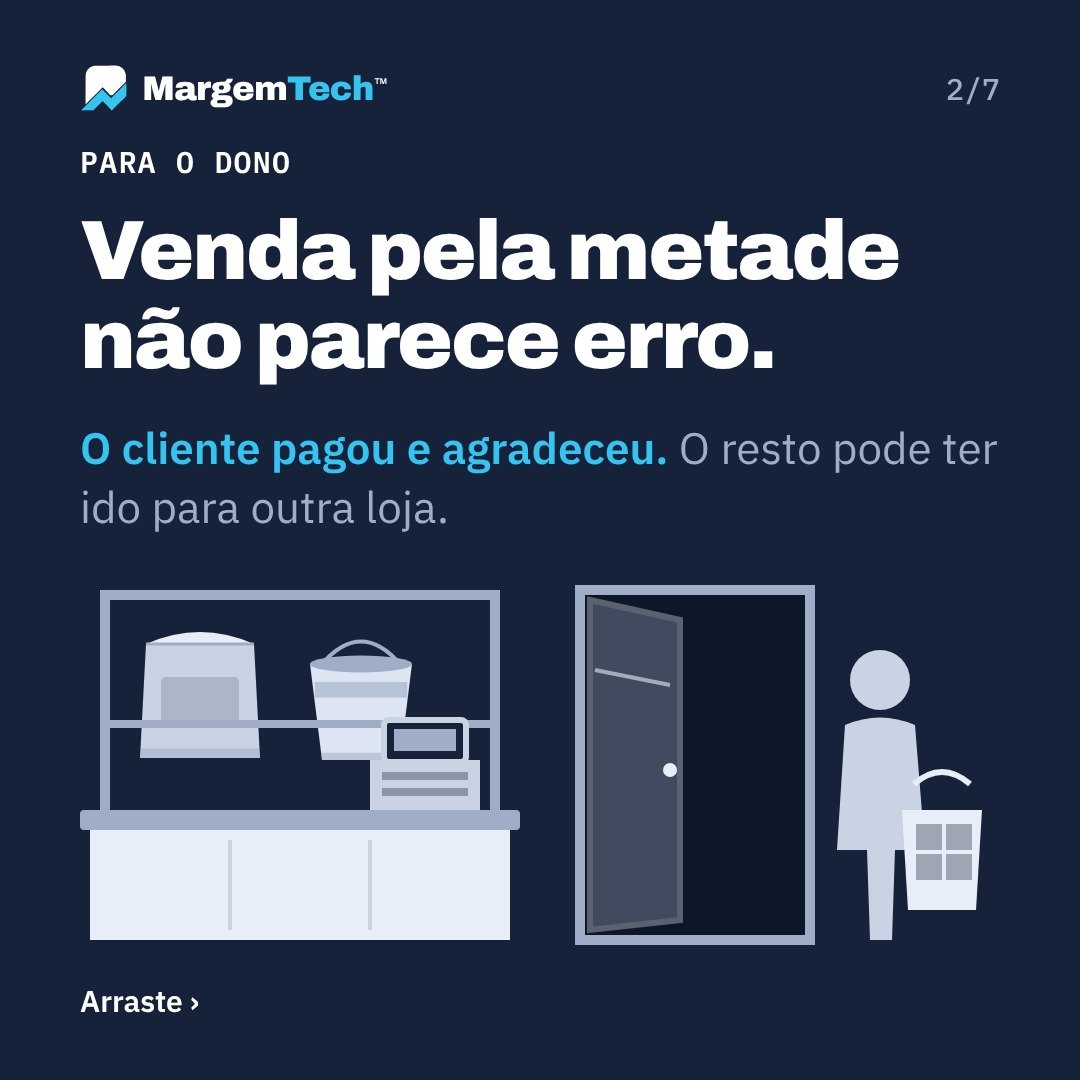 MargemTech™
2/7
PARA O DONO
Venda pela metade
não parece erro.
O cliente pagou e agradeceu. O resto pode ter
ido para outra loja.
Arraste ›